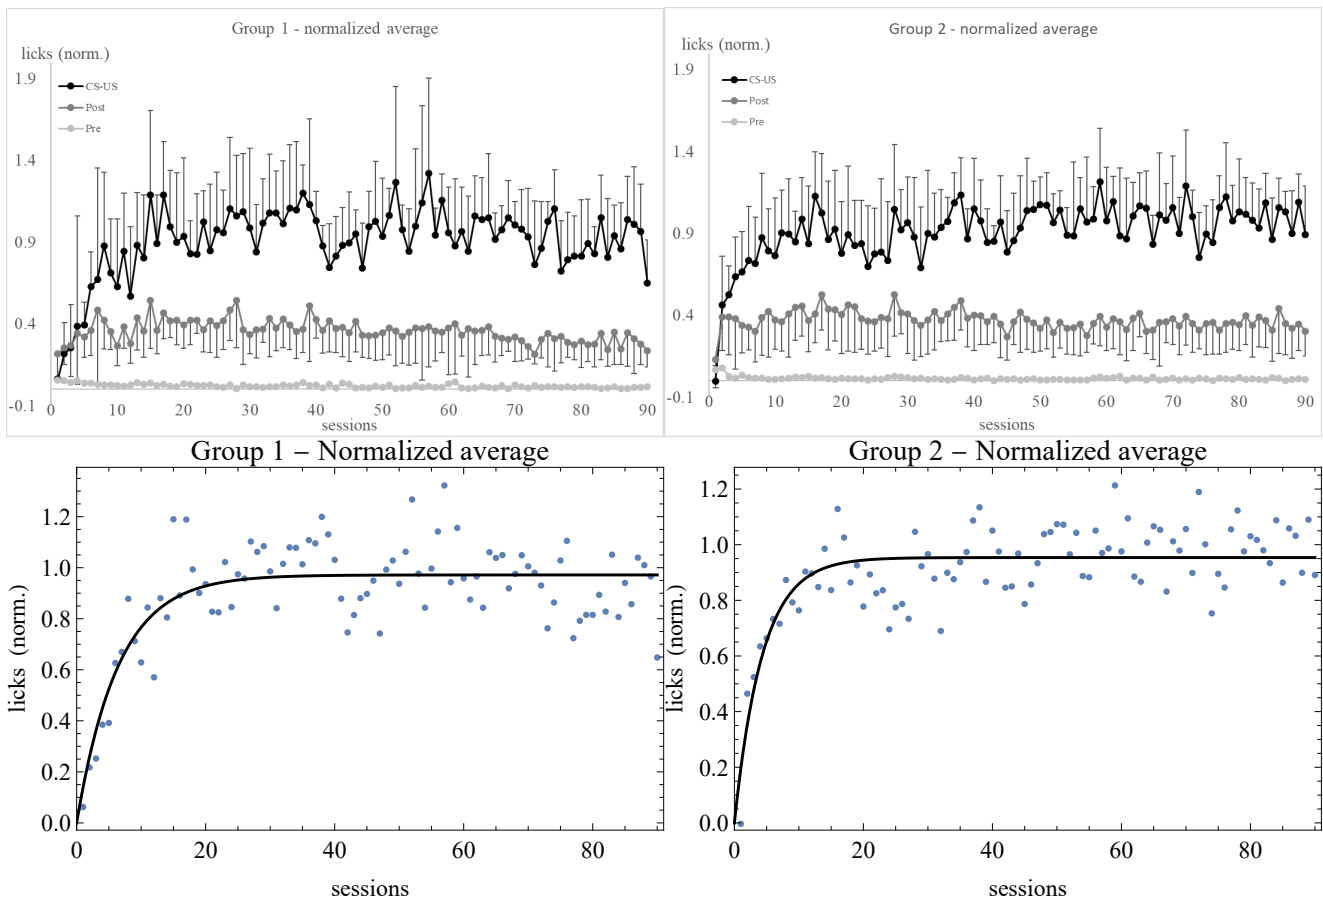 Group 1 - normalized average
licks (norm.)
1.9
1.4
0.9
0.4
-0.1
CS-US
Post
Pre
0 10 20 30 40 50 60 70 80 90
sessions
Group 2 - normalized average
licks (norm.)
1.9
1.4
0.9
0.4
-0.1
CS-US
Post
Pre
0 10 20 30 40 50 60 70 80 90
sessions
Group 1 – Normalized average
licks (norm.)
1.2
1.0
0.8
0.6
0.4
0.2
0.0
0 20 40 60 80
sessions
Group 2 – Normalized average
licks (norm.)
1.2
1.0
0.8
0.6
0.4
0.2
0.0
0 20 40 60 80
sessions